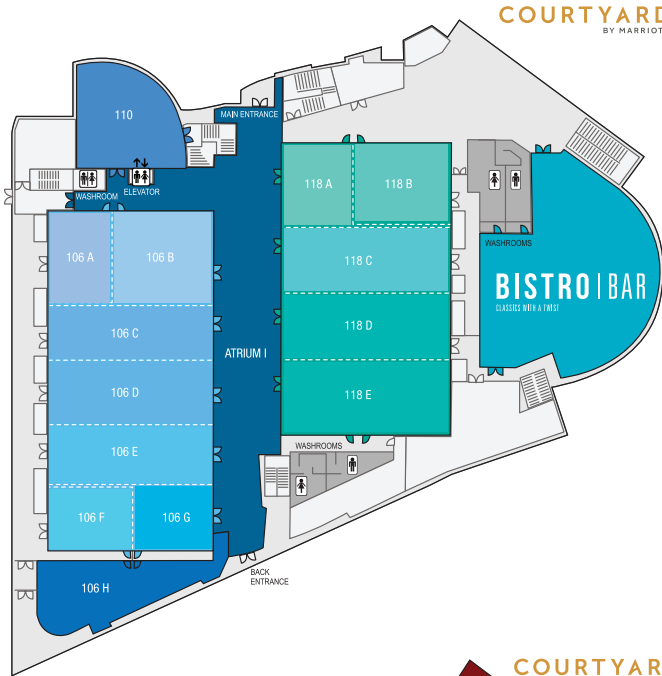 COURTYARD
BY MARRIOT
110
MAIN ENTRANCE
WASHROOM
ELEVATOR
118 A
118 B
106 A
106 B
WASHROOMS
118 C
BISTRO | BAR
CLASSICS WITH A TWIST
106 C
118 D
ATRIUM I
106 D
118 E
106 E
WASHROOMS
106 F
106 G
BACK
ENTRANCE
106 H
COURTYAR